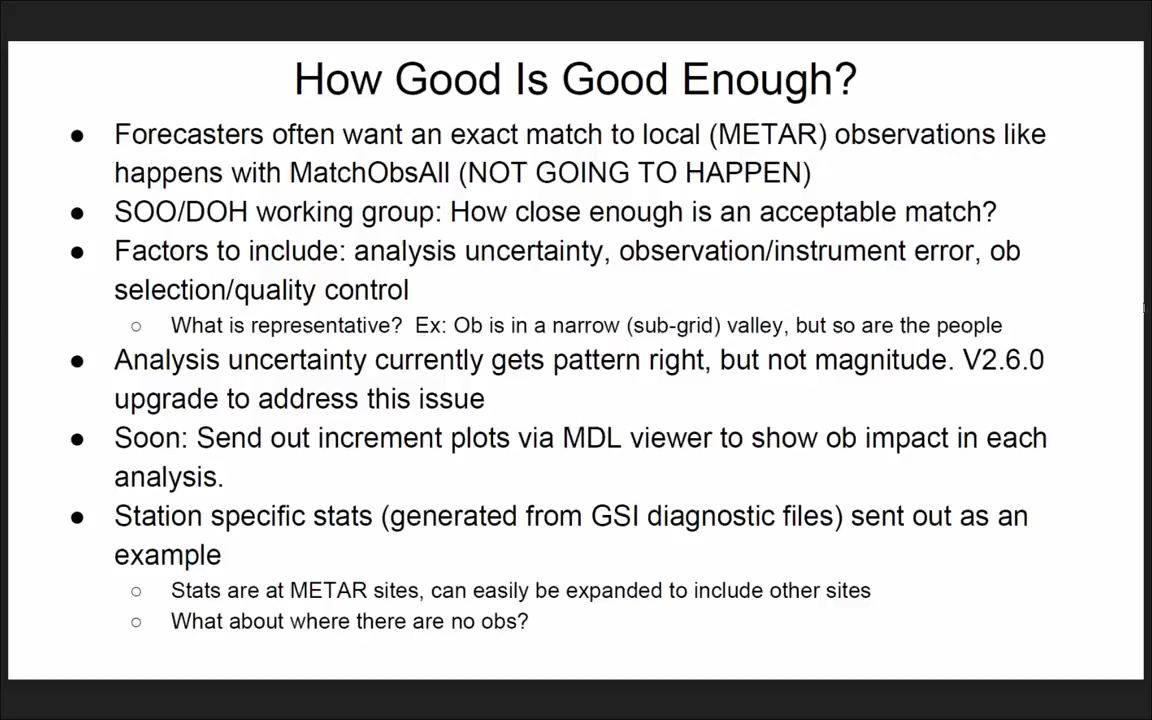 How Good Is Good Enough?
● Forecasters often want an exact match to local (METAR) observations like
happens with MatchObsAll (NOT GOING TO HAPPEN)
● SOO/DOH working group: How close enough is an acceptable match?
● Factors to include: analysis uncertainty, observation/instrument error, ob
selection/quality control
○ What is representative? Ex: Ob is in a narrow (sub-grid) valley, but so are the people
● Analysis uncertainty currently gets pattern right, but not magnitude. V2.6.0
upgrade to address this issue
● Soon: Send out increment plots via MDL viewer to show ob impact in each
analysis.
● Station specific stats (generated from GSI diagnostic files) sent out as an
example
○ Stats are at METAR sites, can easily be expanded to include other sites
○ What about where there are no obs?